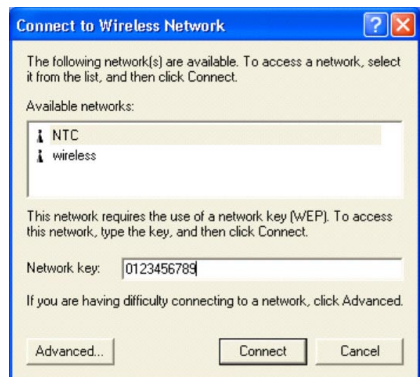 Connect to Wireless Network
The following network(s) are available. To access a network, select
it from the list, and then click Connect.
Available networks:
NTC
wireless
This network requires the use of a network key (WEP). To access
this network, type the key, and then click Connect.
Network key: 0123456789
If you are having difficulty connecting to a network, click Advanced.
Advanced... Connect Cancel